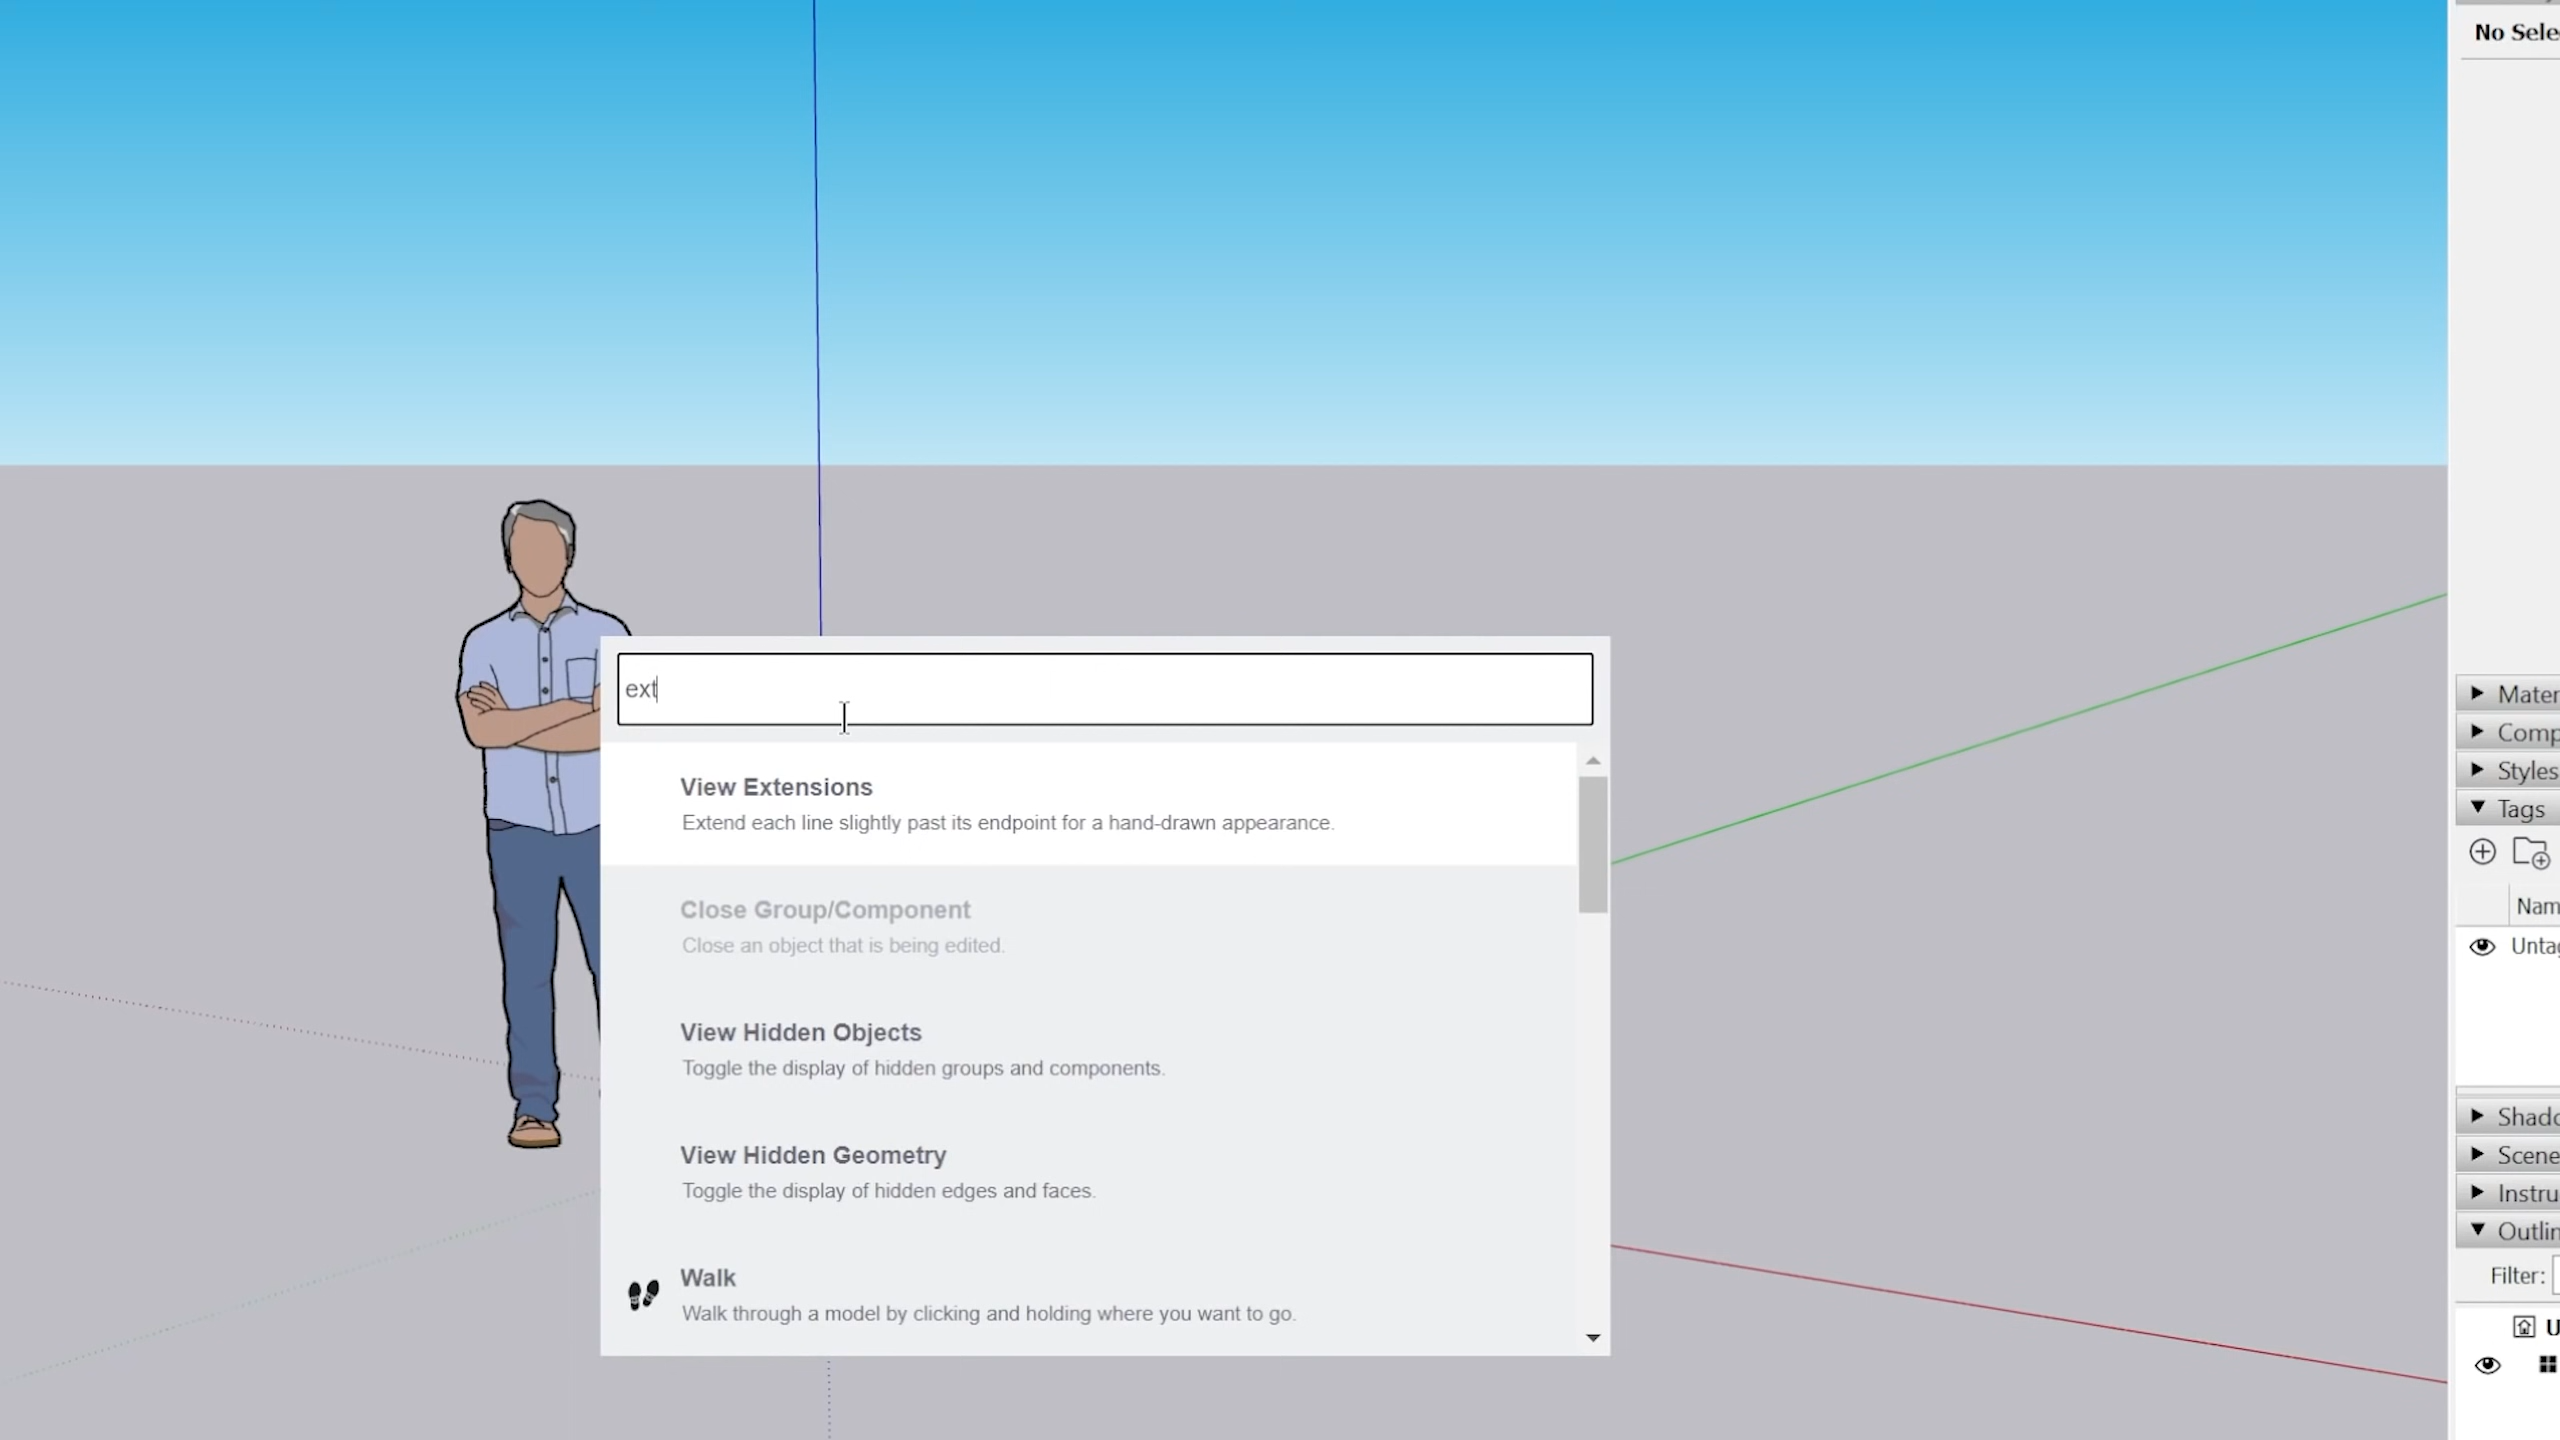 No Sele
ext
View Extensions
Extend each line slightly past its endpoint for a hand-drawn appearance.
Close Group/Component
Close an object that is being edited.
View Hidden Objects
Toggle the display of hidden groups and components.
View Hidden Geometry
Toggle the display of hidden edges and faces.
Walk
Walk through a model by clicking and holding where you want to go.
Mater
Comp
Styles
Tags
Nam
Untag
Shado
Scene
Instru
Outlin
Filter:
U